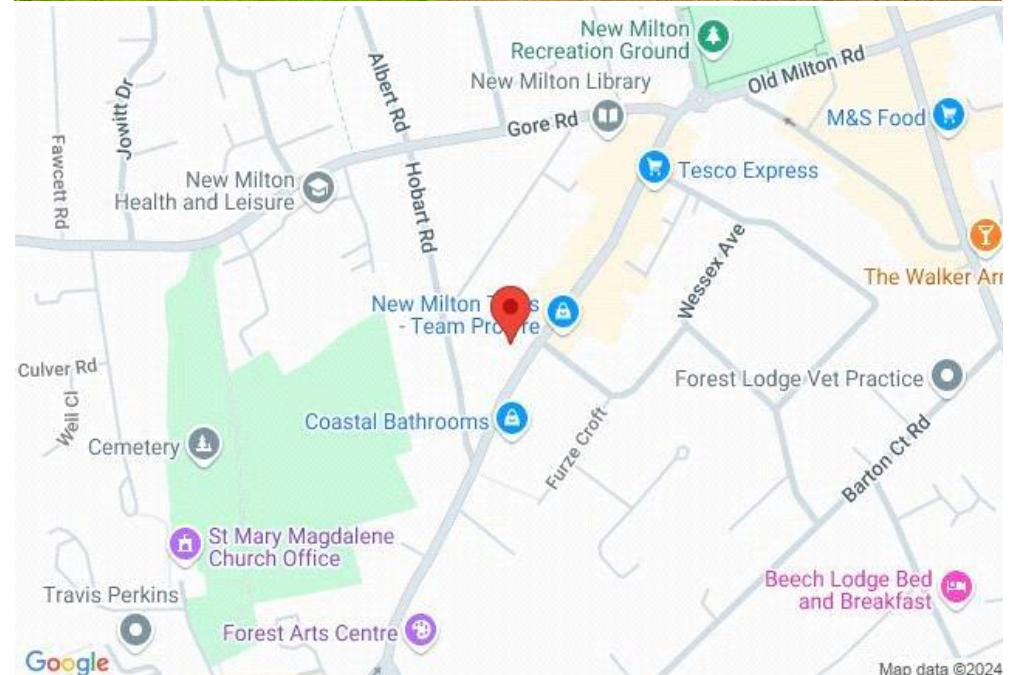 New Milton
Recreation Ground
Old Milton Rd
New Milton Library
Albert Rd
Jowitt Dr
Gore Rd
M&S Food
Fawcett Rd
Tesco Express
New Milton
Health and Leisure
Hobart Rd
Wessex Ave
The Walker Arr
New Milton
- Team
Culver Rd
Forest Lodge Vet Practice
Well Cl
Coastal Bathrooms
Cemetery
Furze Croft
Barton Ct Rd
St Mary Magdalene
Church Office
Beech Lodge Bed
and Breakfast
Travis Perkins
Forest Arts Centre
Google
Map data ©2024